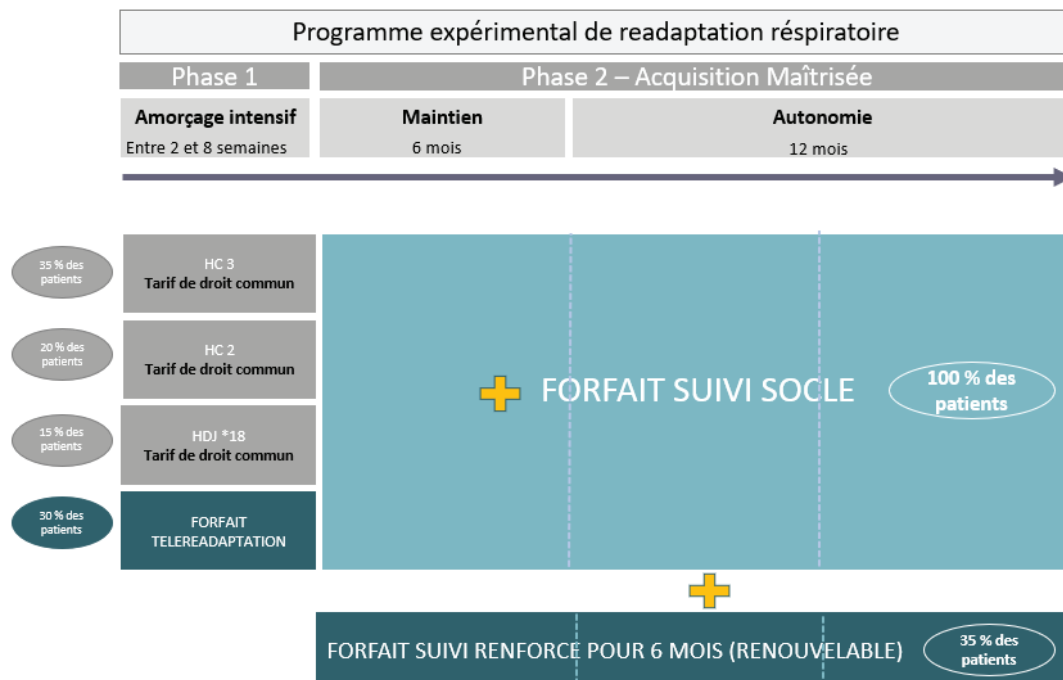 Programme expérimental de readaptation réspiratoire
Phase 1
Phase 2 – Acquisition Maîtrisée
Amorçage intensif
Entre 2 et 8 semaines
Maintien
6 mois
Autonomie
12 mois
35 % des
patients
HC 3
Tarif de droit commun
20 % des
patients
HC 2
Tarif de droit commun
15 % des
patients
HDJ *18
Tarif de droit commun
30 % des
patients
FORFAIT
TELEREADAPTATION
FORFAIT SUIVI SOCLE
100 % des
patients
FORFAIT SUIVI RENFORCE POUR 6 MOIS (RENOUVELABLE)
35 % des
patients